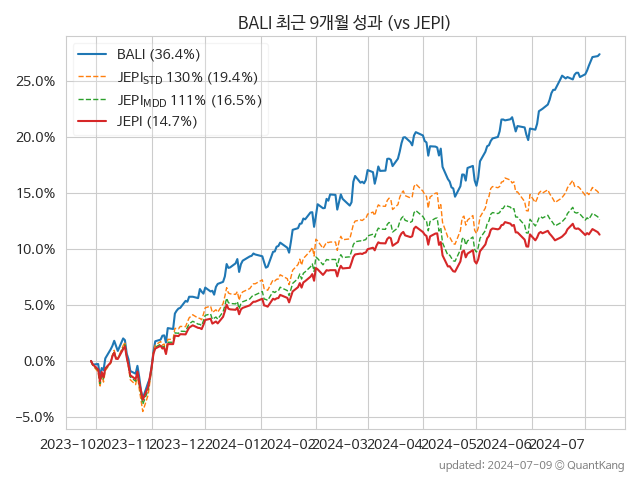 BALI 최근 9개월 성과 (vs JEPI)
BALI (36.4%)
JEPI_STD 130% (19.4%)
JEPI_MDD 111% (16.5%)
JEPI (14.7%)
25.0%
20.0%
15.0%
10.0%
5.0%
0.0%
−5.0%
2023-10 2023-11 2023-12 2024-01 2024-02 2024-03 2024-04 2024-05 2024-06 2024-07
updated: 2024-07-09 © QuantKang